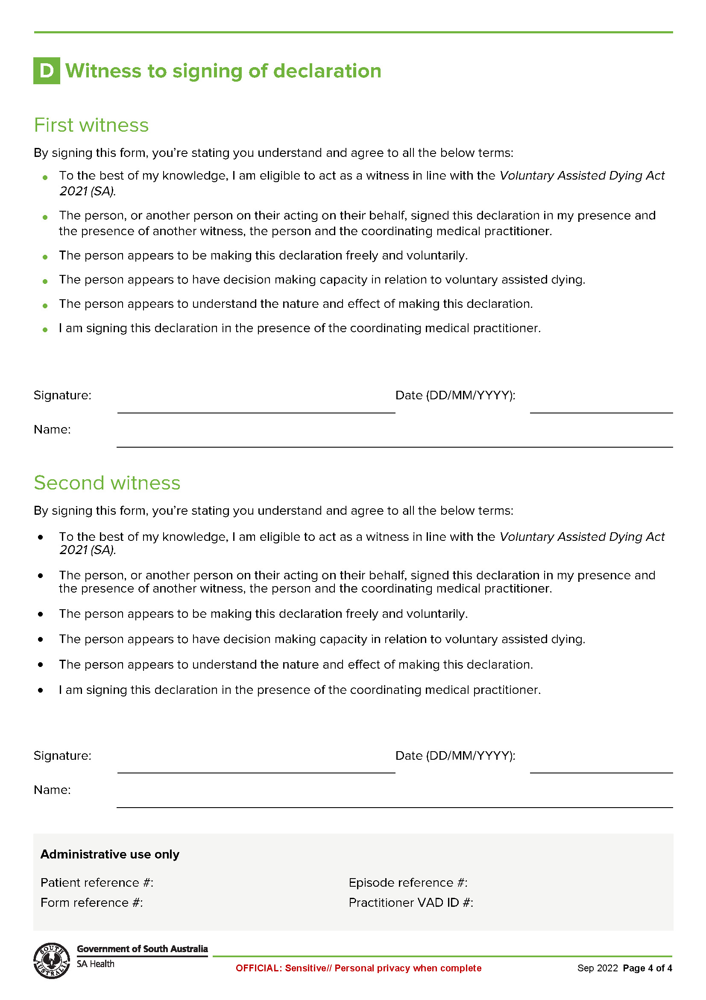 D Witness to signing of declaration
First witness
By signing this form, you’re stating you understand and agree to all the below terms:
• To the best of my knowledge, I am eligible to act as a witness in line with the Voluntary Assisted Dying Act
2021 (SA).
• The person, or another person on their acting on their behalf, signed this declaration in my presence and
the presence of another witness, the person and the coordinating medical practitioner.
• The person appears to be making this declaration freely and voluntarily.
• The person appears to have decision making capacity in relation to voluntary assisted dying.
• The person appears to understand the nature and effect of making this declaration.
• I am signing this declaration in the presence of the coordinating medical practitioner.
Signature: Date (DD/MM/YYYY):
Name:
Second witness
By signing this form, you’re stating you understand and agree to all the below terms:
• To the best of my knowledge, I am eligible to act as a witness in line with the Voluntary Assisted Dying Act
2021 (SA).
• The person, or another person on their acting on their behalf, signed this declaration in my presence and
the presence of another witness, the person and the coordinating medical practitioner.
• The person appears to be making this declaration freely and voluntarily.
• The person appears to have decision making capacity in relation to voluntary assisted dying.
• The person appears to understand the nature and effect of making this declaration.
• I am signing this declaration in the presence of the coordinating medical practitioner.
Signature: Date (DD/MM/YYYY):
Name:
Administrative use only
Patient reference #: Episode reference #:
Form reference #: Practitioner VAD ID #:
SOUTH AUSTRALIA
Government of South Australia
SA Health
OFFICIAL: Sensitive// Personal privacy when complete Sep 2022 Page 4 of 4